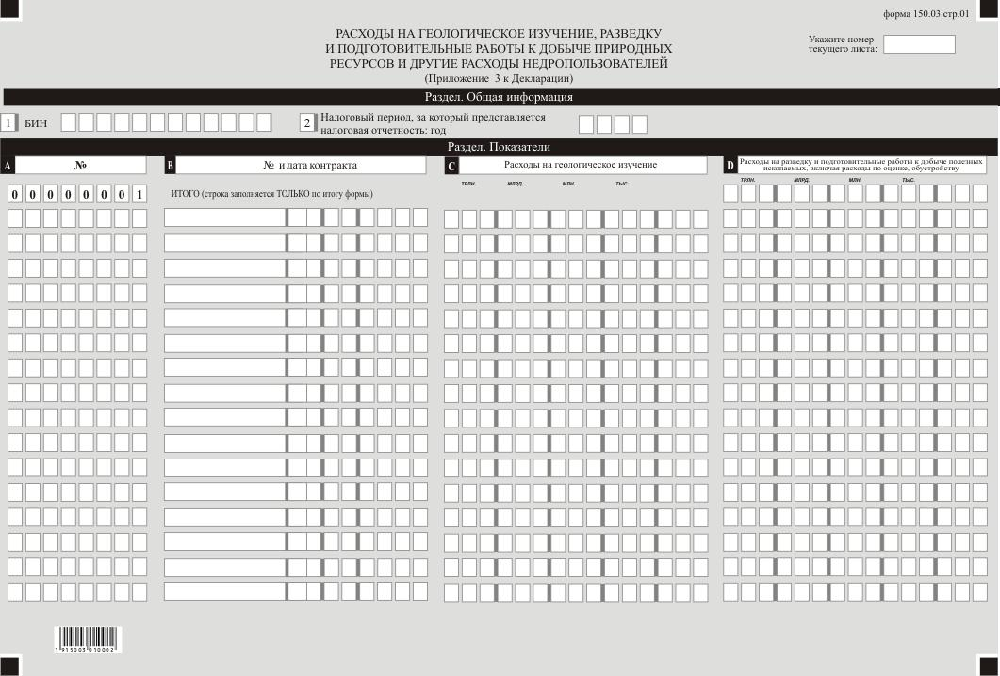 форма 150.03 стр.01
РАСХОДЫ НА ГЕОЛОГИЧЕСКОЕ ИЗУЧЕНИЕ, РАЗВЕДКУ
И ПОДГОТОВИТЕЛЬНЫЕ РАБОТЫ К ДОБЫЧЕ ПРИРОДНЫХ
РЕСУРСОВ И ДРУГИЕ РАСХОДЫ НЕДРОПОЛЬЗОВАТЕЛЕЙ
(Приложение 3 к Декларации)
Укажите номер
текущего листа:
Раздел. Общая информация
1 БИН
2 Налоговый период, за который представляется
налоговая отчетность: год
Раздел. Показатели
A №
B № и дата контракта
C Расходы на геологическое изучение
D Расходы на разведку и подготовительные работы к добыче полезных
ископаемых, включая расходы по оценке, обустройству
ТРЛН. МЛРД. МЛН. ТЫС.
ТРЛН. МЛРД. МЛН. ТЫС.
0 0 0 0 0 0 0 1 ИТОГО (строка заполняется ТОЛЬКО по итогу формы)
1 915003 010002